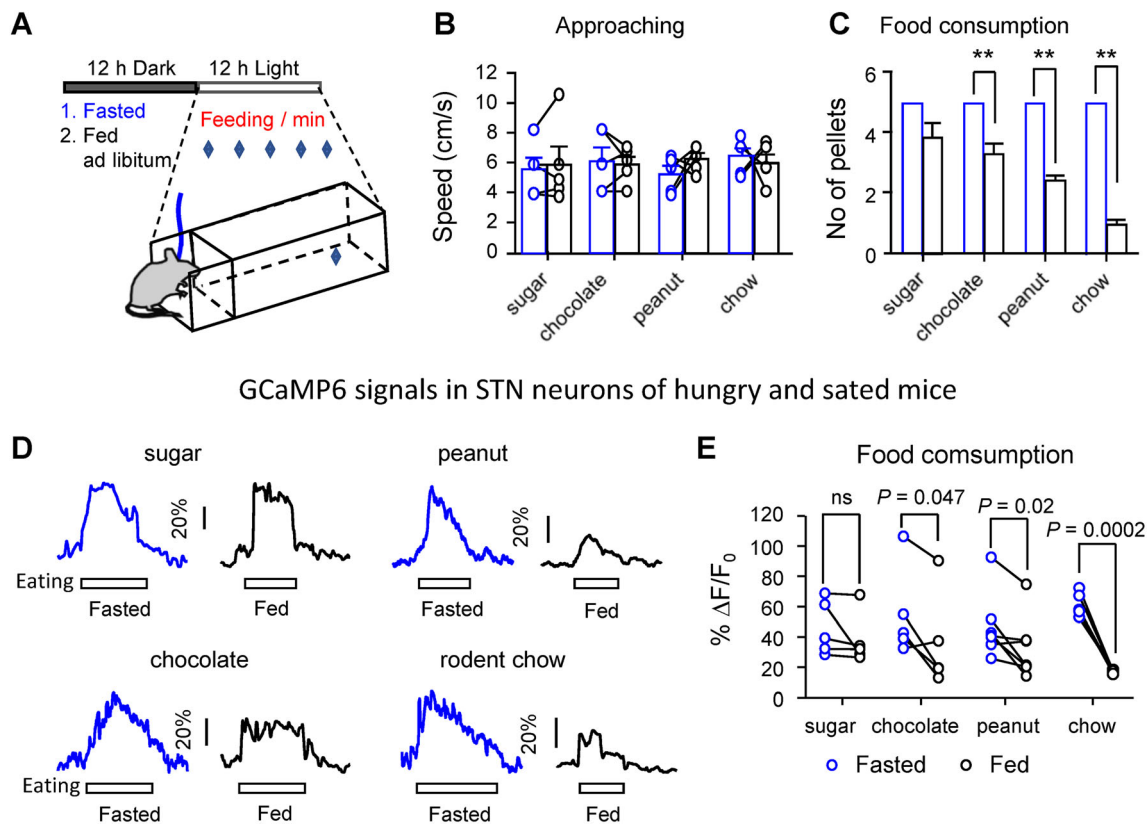 A
12 h Dark 12 h Light
1. Fasted
2. Fed
ad libitum
Feeding / min
B
Approaching
Speed (cm/s)
12
10
8
6
4
2
0
sugar
chocolate
peanut
chow
C
Food consumption
No of pellets
6
4
2
0
**
**
**
sugar
chocolate
peanut
chow
GCaMP6 signals in STN neurons of hungry and sated mice
D
sugar
20%
peanut
20%
Eating
Fasted
Fed
Fasted
Fed
chocolate
20%
rodent chow
20%
Eating
Fasted
Fed
Fasted
Fed
E
Food comsumption
ns
P = 0.047
P = 0.02
P = 0.0002
% ΔF/F0
120
100
80
60
40
20
0
sugar
chocolate
peanut
chow
Fasted
Fed